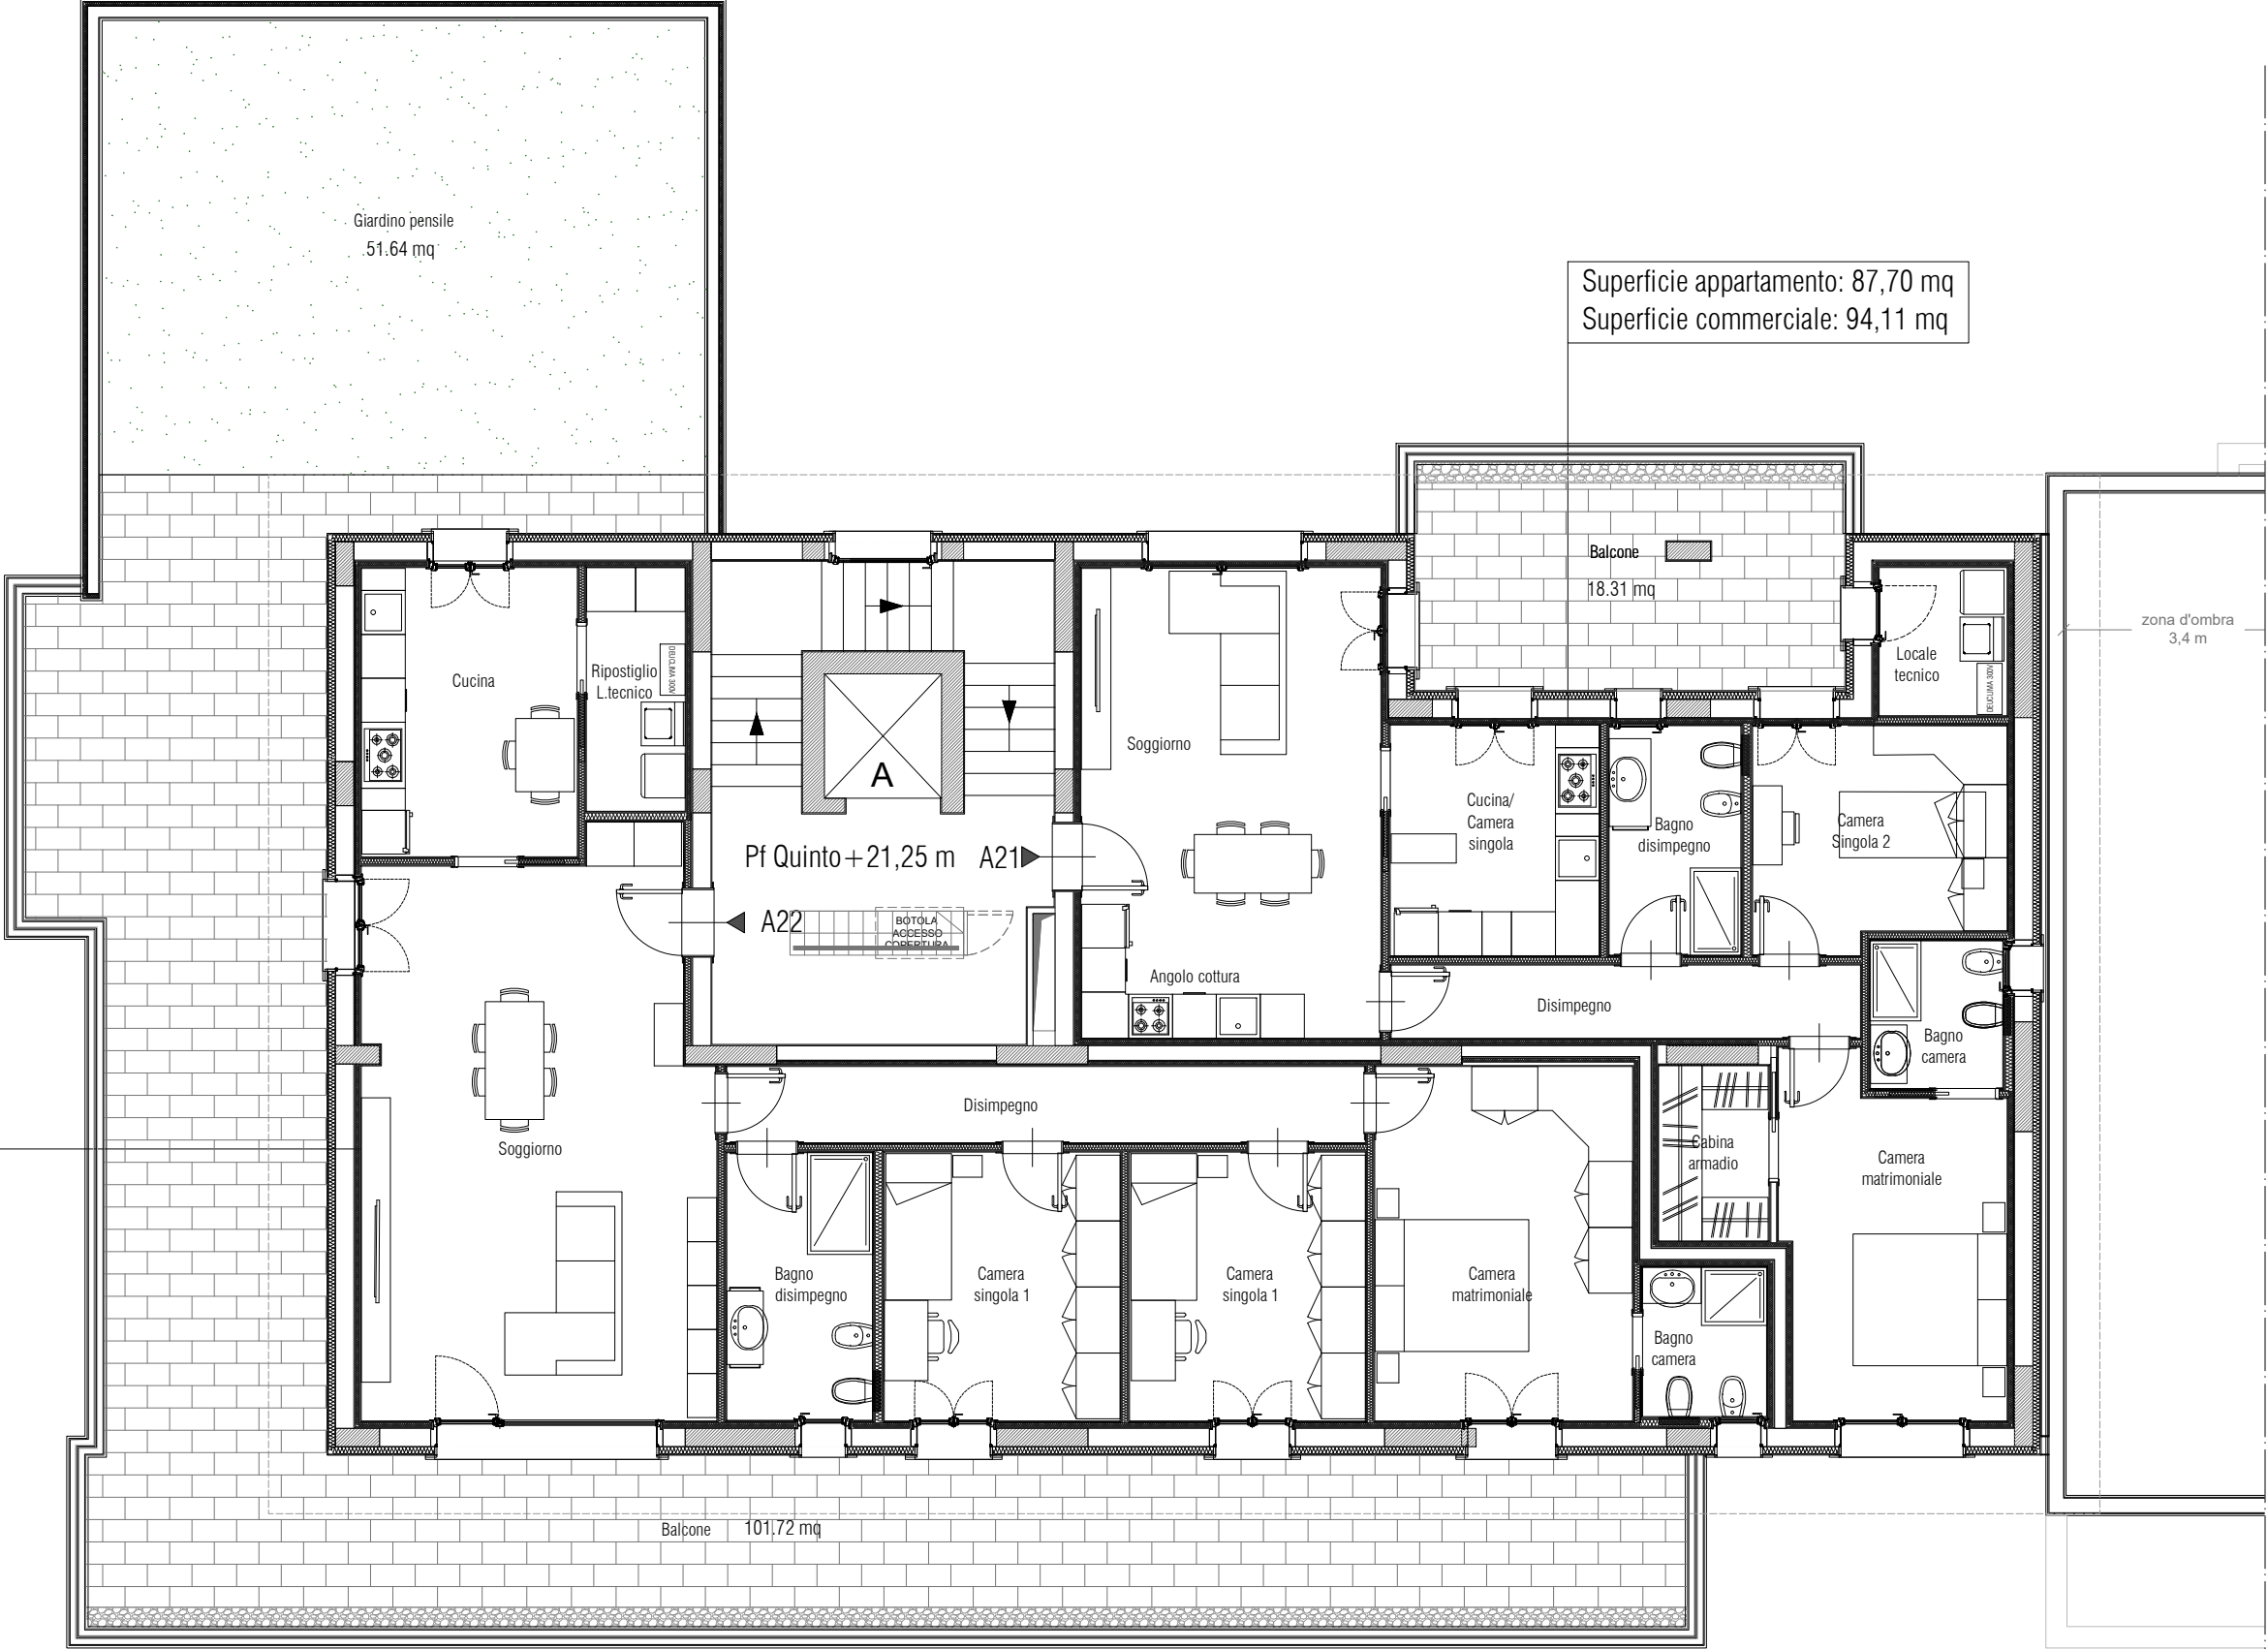 Giardino pensile
51.64 mq
Superficie appartamento: 87,70 mq
Superficie commerciale: 94,11 mq
Balcone
18.31 mq
zona d'ombra
3,4 m
Locale
tecnico
Cucina
Ripostiglio
L.tecnico
Soggiorno
A
Cucina/
Camera
singola
Bagno
disimpegno
Camera
Singola 2
Pf Quinto+21,25 m
A21
A22
BOTOLA
ACCESSO
COPERTURA
Angolo cottura
Disimpegno
Bagno
camera
Disimpegno
Soggiorno
Cabina
armadio
Camera
matrimoniale
Bagno
disimpegno
Camera
singola 1
Camera
singola 1
Camera
matrimoniale
Bagno
camera
Balcone
101.72 mq